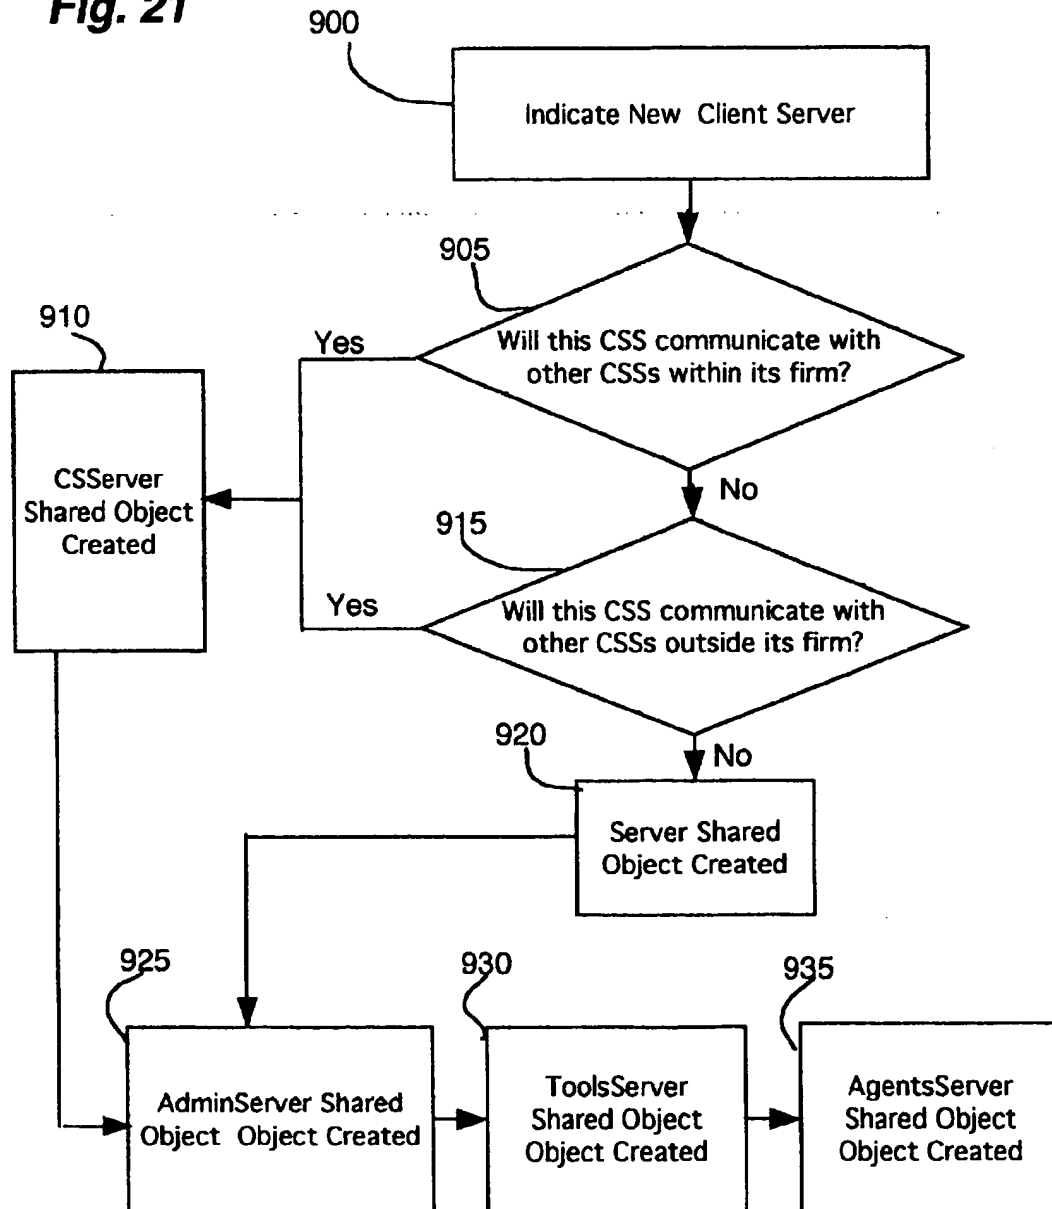 Fig. 21
900
Indicate New Client Server
905
Will this CSS communicate with
other CSSs within its firm?
Yes
910
CSServer
Shared Object
Created
No
915
Will this CSS communicate with
other CSSs outside its firm?
Yes
920
No
Server Shared
Object Created
925
AdminServer Shared
Object Object Created
930
ToolsServer
Shared Object
Object Created
935
AgentsServer
Shared Object
Object Created